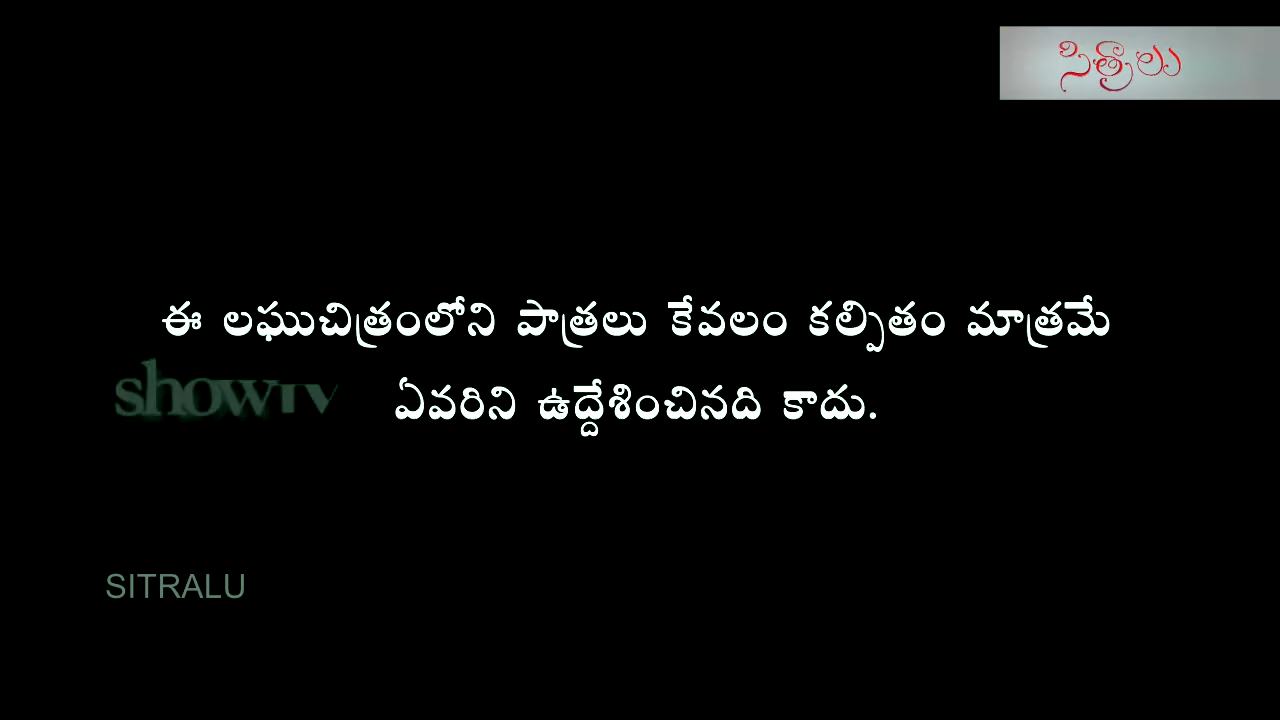 సిత్రాలు
ఈ లఘుచిత్రంలోని పాత్రలు కేవలం కల్పితం మాత్రమే
ఏవరిని ఉద్దేశించినది కాదు.
showTV
SITRALU